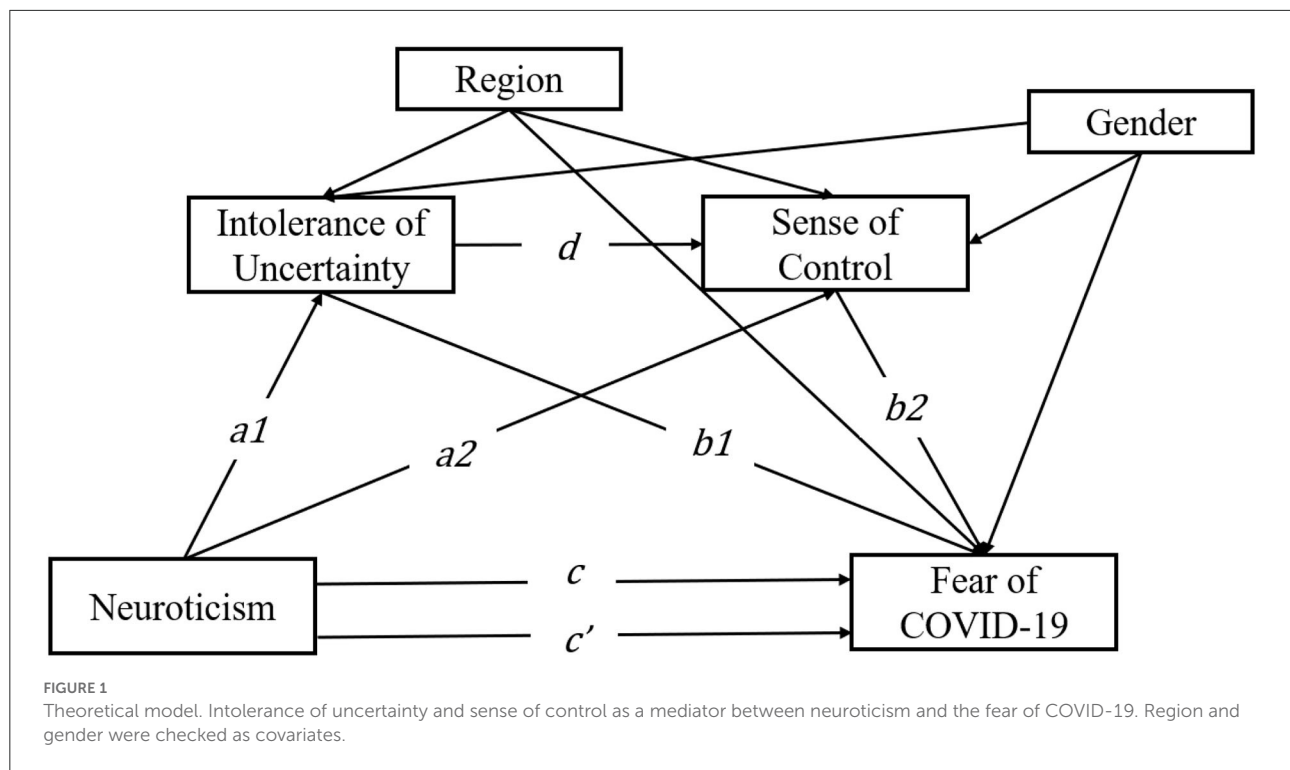 Region
Gender
Intolerance of
Uncertainty
d
Sense of
Control
a1
a2
b1
b2
Neuroticism
c
c’
Fear of
COVID-19
FIGURE 1
Theoretical model. Intolerance of uncertainty and sense of control as a mediator between neuroticism and the fear of COVID-19. Region and
gender were checked as covariates.